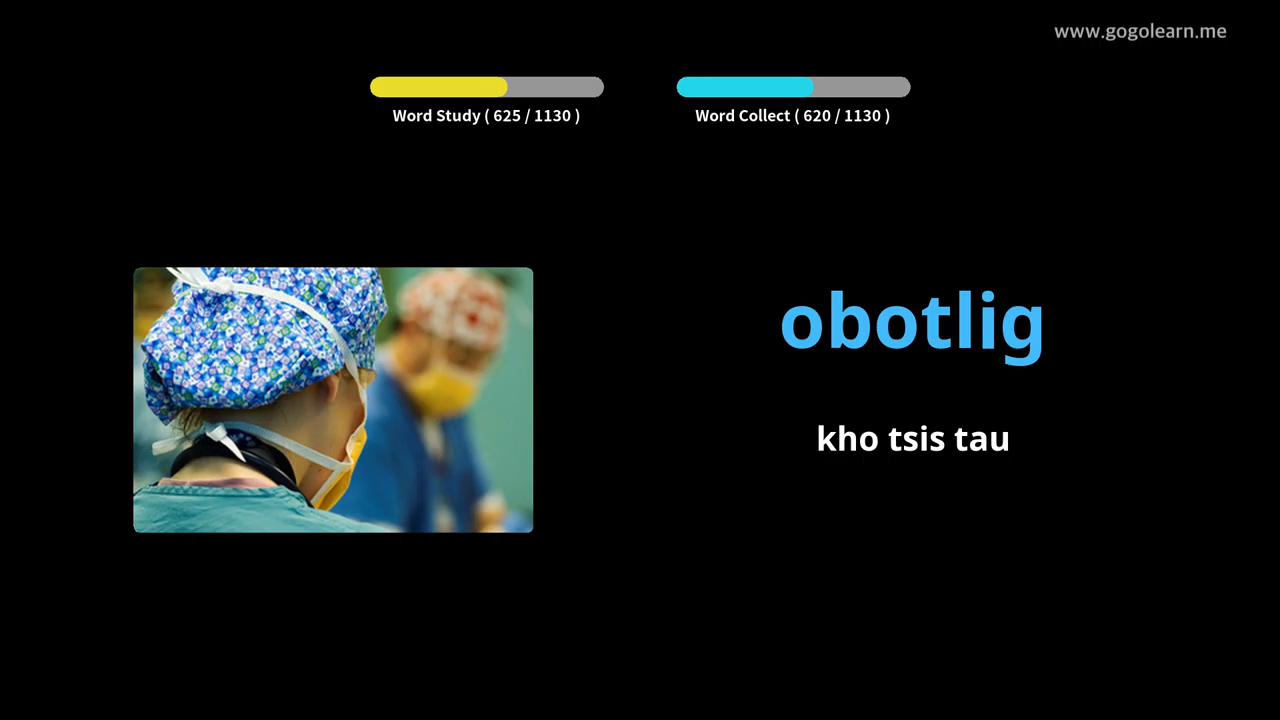 www.gogolearn.me
Word Study ( 625 / 1130 )
Word Collect ( 620 / 1130 )
obotlig
kho tsis tau